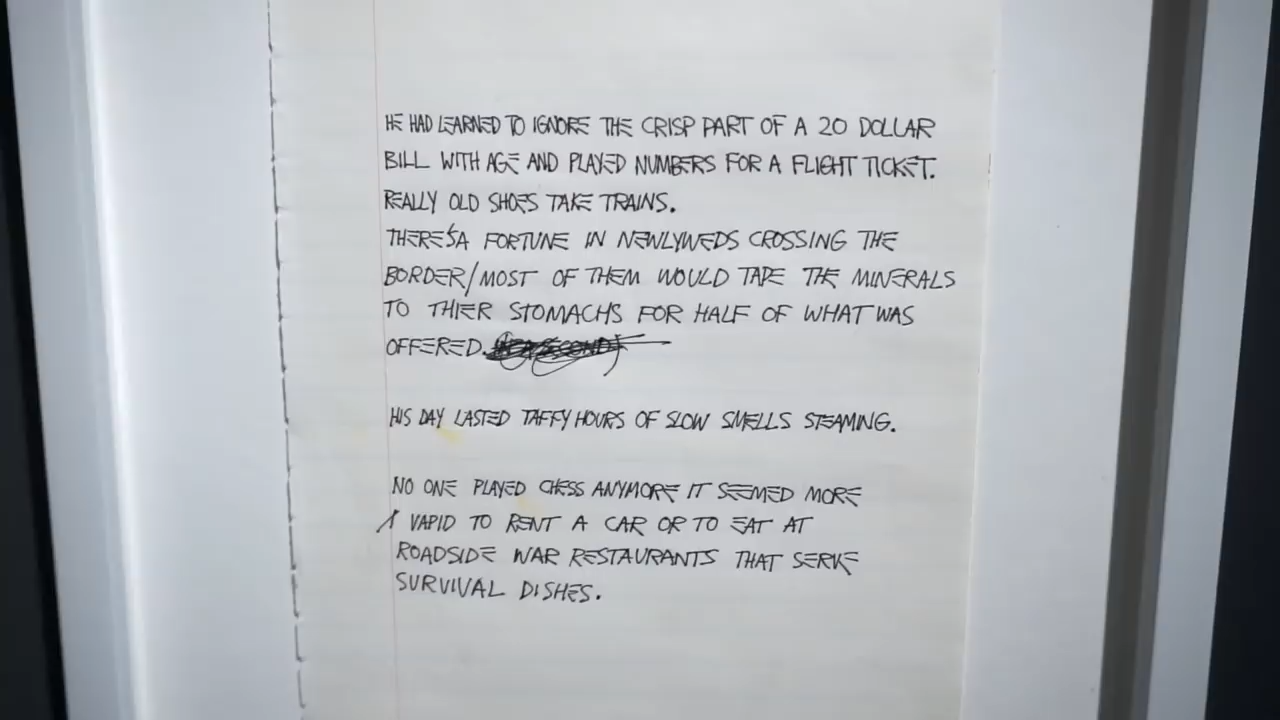 HE HAD LEARNED TO IGNORE THE CRISP PART OF A 20 DOLLAR
BILL WITH AGE AND PLAYED NUMBERS FOR A FLIGHT TICKET.
REALLY OLD SHOES TAKE TRAINS.
THERE'S A FORTUNE IN NEWLYWEDS CROSSING THE
BORDER/MOST OF THEM WOULD TAPE THE MINERALS
TO THIER STOMACHS FOR HALF OF WHAT WAS
OFFERED.
HIS DAY LASTED TAFFY HOURS OF SLOW SMELLS STEAMING.
NO ONE PLAYED CHESS ANYMORE IT SEEMED MORE
VAPID TO RENT A CAR OR TO EAT AT
ROADSIDE WAR RESTAURANTS THAT SERVE
SURVIVAL DISHES.